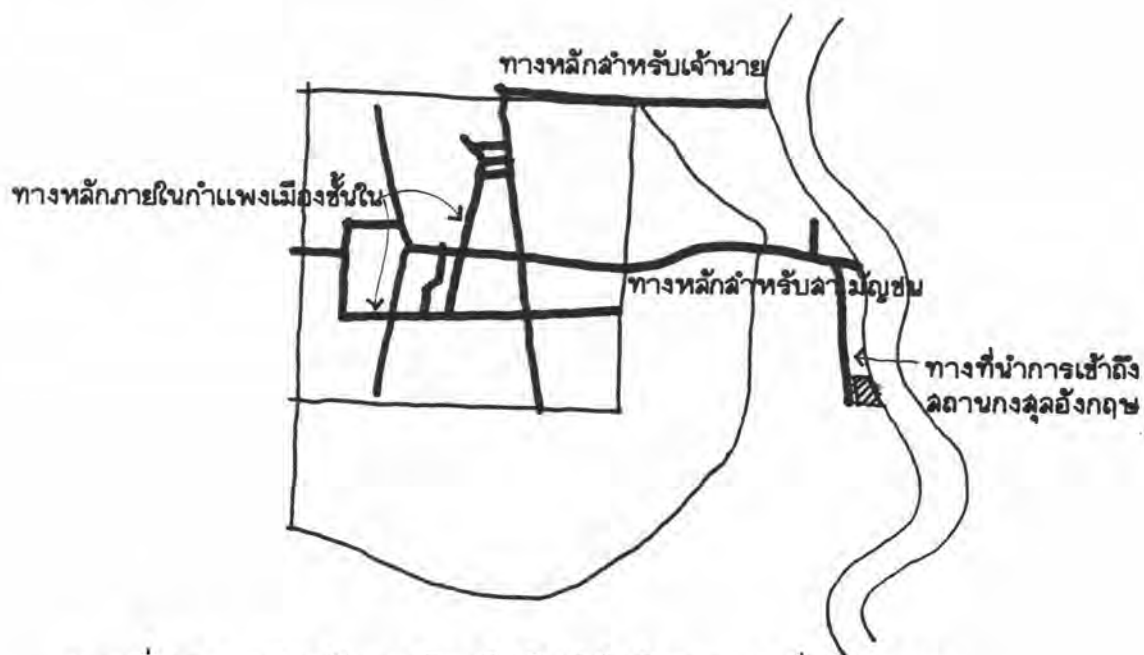 ทางหลักสำหรับเจ้านาย
ทางหลักภายในกำแพงเมืองชั้นใน
ทางหลักสำหรับสามัญชน
ทางที่นำการเข้าถึง
สถานกงสุลอังกฤษ